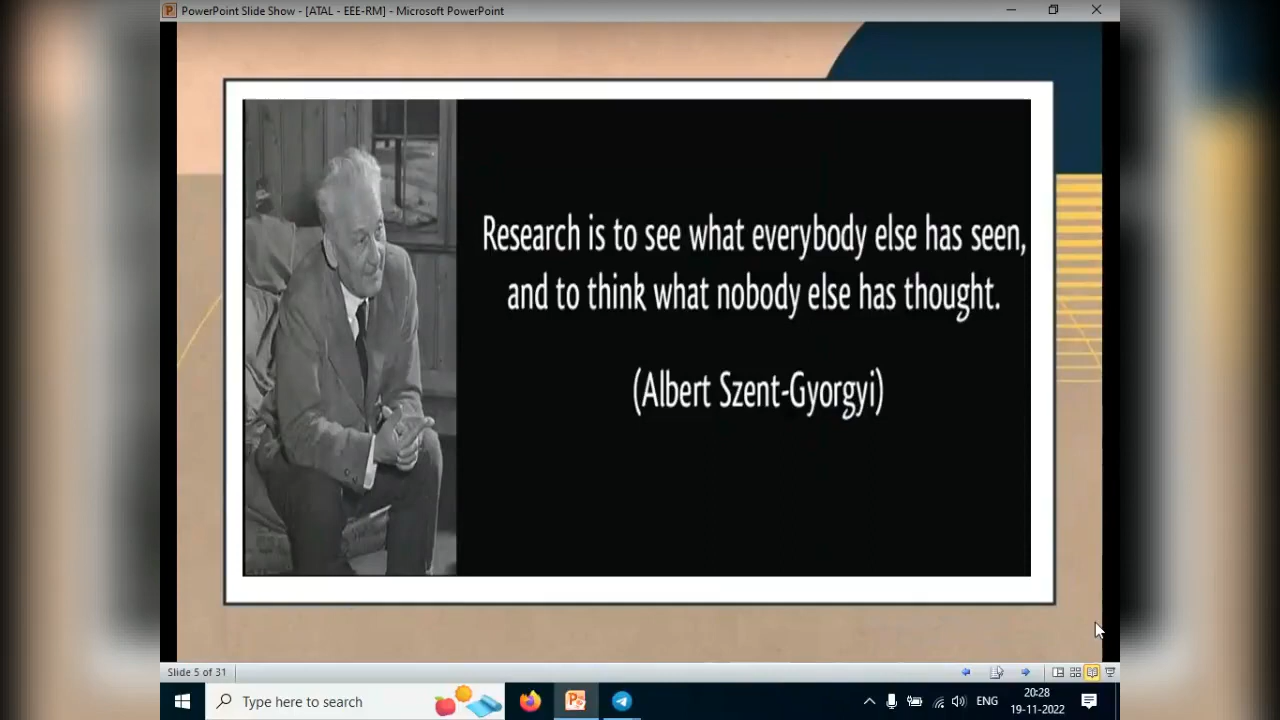 PowerPoint Slide Show - [ATAL - EEE-RM] - Microsoft PowerPoint
Research is to see what everybody else has seen,
and to think what nobody else has thought.
(Albert Szent-Gyorgyi)
Slide 5 of 31
Type here to search
ENG
20:28
19-11-2022